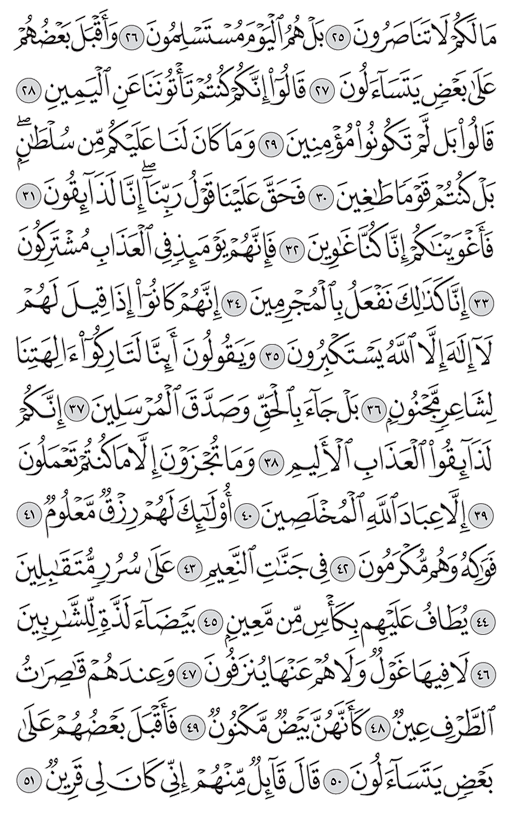 مَا لَكُمْ لَا تَنَاصَرُونَ ٢٥ بَلْ هُمُ ٱلْيَوْمَ مُسْتَسْلِمُونَ ٢٦ وَأَقْبَلَ بَعْضُهُمْ
عَلَىٰ بَعْضٍ يَتَسَآءَلُونَ ٢٧ قَالُوٓا۟ إِنَّكُمْ كُنتُمْ تَأْتُونَنَا عَنِ ٱلْيَمِينِ ٢٨
قَالُوا۟ بَل لَّمْ تَكُونُوا۟ مُؤْمِنِينَ ٢٩ وَمَا كَانَ لَنَا عَلَيْكُم مِّن سُلْطَٰنٍۭ ۖ
بَلْ كُنتُمْ قَوْمًا طَٰغِينَ ٣٠ فَحَقَّ عَلَيْنَا قَوْلُ رَبِّنَآ ۖ إِنَّا لَذَآئِقُونَ ٣١
فَأَغْوَيْنَٰكُمْ إِنَّا كُنَّا غَٰوِينَ ٣٢ فَإِنَّهُمْ يَوْمَئِذٍ فِى ٱلْعَذَابِ مُشْتَرِكُونَ
٣٣ إِنَّا كَذَٰلِكَ نَفْعَلُ بِٱلْمُجْرِمِينَ ٣٤ إِنَّهُمْ كَانُوٓا۟ إِذَا قِيلَ لَهُمْ
لَآ إِلَٰهَ إِلَّا ٱللَّهُ يَسْتَكْبِرُونَ ٣٥ وَيَقُولُونَ أَئِنَّا لَتَارِكُوٓا۟ ءَالِهَتِنَا
لِشَاعِرٍ مَّجْنُونٍۭ ٣٦ بَلْ جَآءَ بِٱلْحَقِّ وَصَدَّقَ ٱلْمُرْسَلِينَ ٣٧ إِنَّكُمْ
لَذَآئِقُوا۟ ٱلْعَذَابِ ٱلْأَلِيمِ ٣٨ وَمَا تُجْزَوْنَ إِلَّا مَا كُنتُمْ تَعْمَلُونَ
٣٩ إِلَّا عِبَادَ ٱللَّهِ ٱلْمُخْلَصِينَ ٤٠ أُو۟لَٰٓئِكَ لَهُمْ رِزْقٌ مَّعْلُومٌ ٤١
فَوَٰكِهُ ۖ وَهُم مُّكْرَمُونَ ٤٢ فِى جَنَّٰتِ ٱلنَّعِيمِ ٤٣ عَلَىٰ سُرُرٍ مُّتَقَٰبِلِينَ
٤٤ يُطَافُ عَلَيْهِم بِكَأْسٍ مِّن مَّعِينٍۭ ٤٥ بَيْضَآءَ لَذَّةٍ لِّلشَّٰرِبِينَ
٤٦ لَا فِيهَا غَوْلٌ وَلَا هُمْ عَنْهَا يُنزَفُونَ ٤٧ وَعِندَهُمْ قَٰصِرَٰتُ
ٱلطَّرْفِ عِينٌ ٤٨ كَأَنَّهُنَّ بَيْضٌ مَّكْنُونٌ ٤٩ فَأَقْبَلَ بَعْضُهُمْ عَلَىٰ
بَعْضٍ يَتَسَآءَلُونَ ٥٠ قَالَ قَآئِلٌ مِّنْهُمْ إِنِّى كَانَ لِى قَرِينٌ ٥١